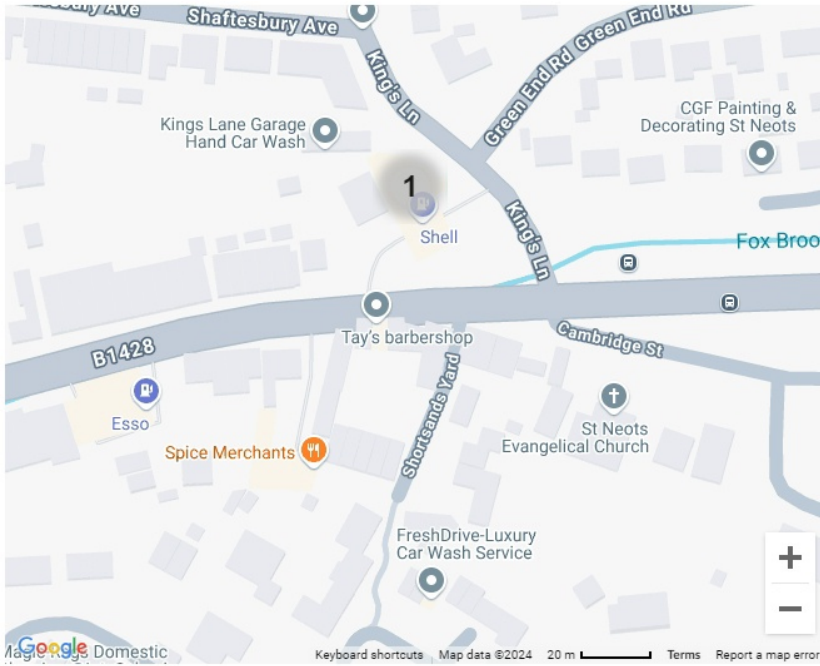 Shaftesbury Ave
King's Ln
Green End Rd
Green End Rd
Kings Lane Garage
Hand Car Wash
CGF Painting &
Decorating St Neots
1
Shell
King's Ln
Fox Broo
Tay's barbershop
B1428
Cambridge St
Esso
Shortsands Yard
St Neots
Evangelical Church
Spice Merchants
FreshDrive-Luxury
Car Wash Service
+
−
Google
Domestic
Keyboard shortcuts Map data ©2024 20 m Terms Report a map error